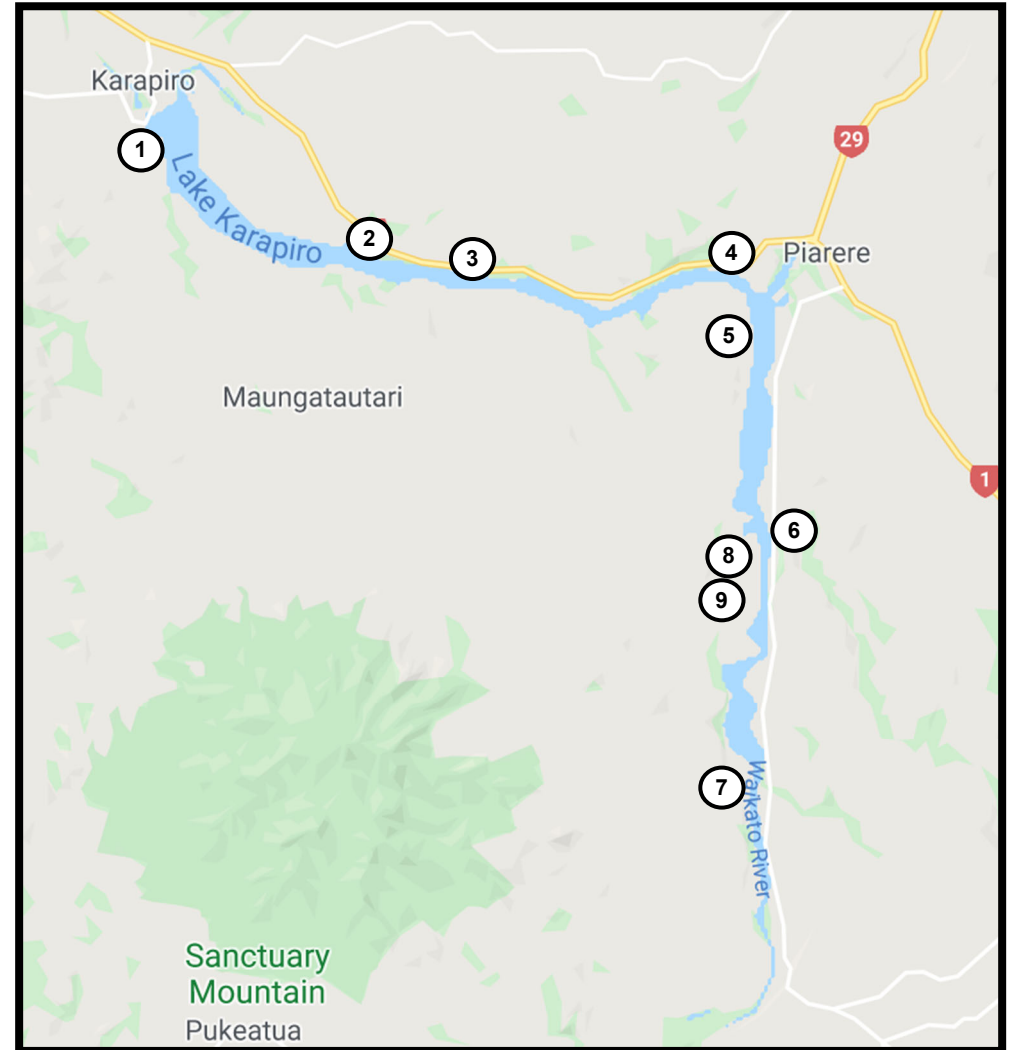 Karapiro
29
1
Lake Karapiro
2
3
4
Piarere
5
Maungatautari
1
6
8
9
7
Waikato River
Sanctuary
Mountain
Pukeatua